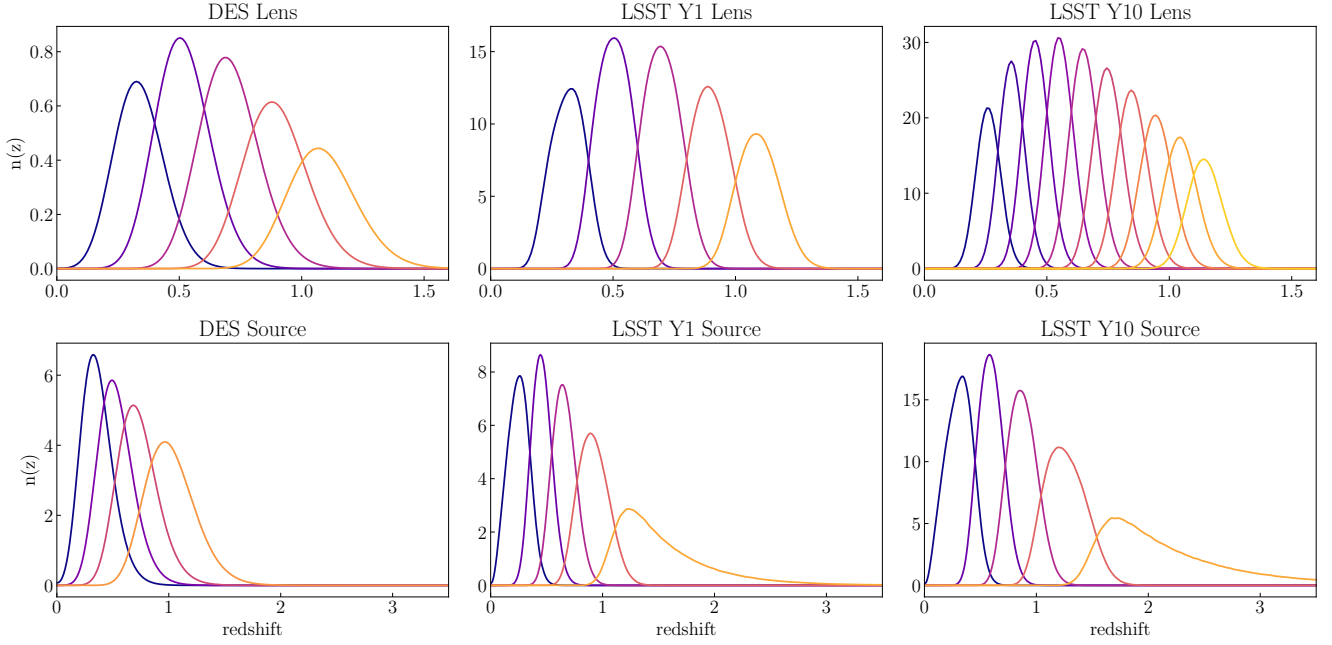 DES Lens
LSST Y1 Lens
LSST Y10 Lens
n(z)
0.8
0.6
0.4
0.2
0.0
0.0 0.5 1.0 1.5
15
10
5
0
0.0 0.5 1.0 1.5
30
20
10
0
0.0 0.5 1.0 1.5
DES Source
LSST Y1 Source
LSST Y10 Source
n(z)
6
4
2
0
0 1 2 3
redshift
8
6
4
2
0
0 1 2 3
redshift
15
10
5
0
0 1 2 3
redshift